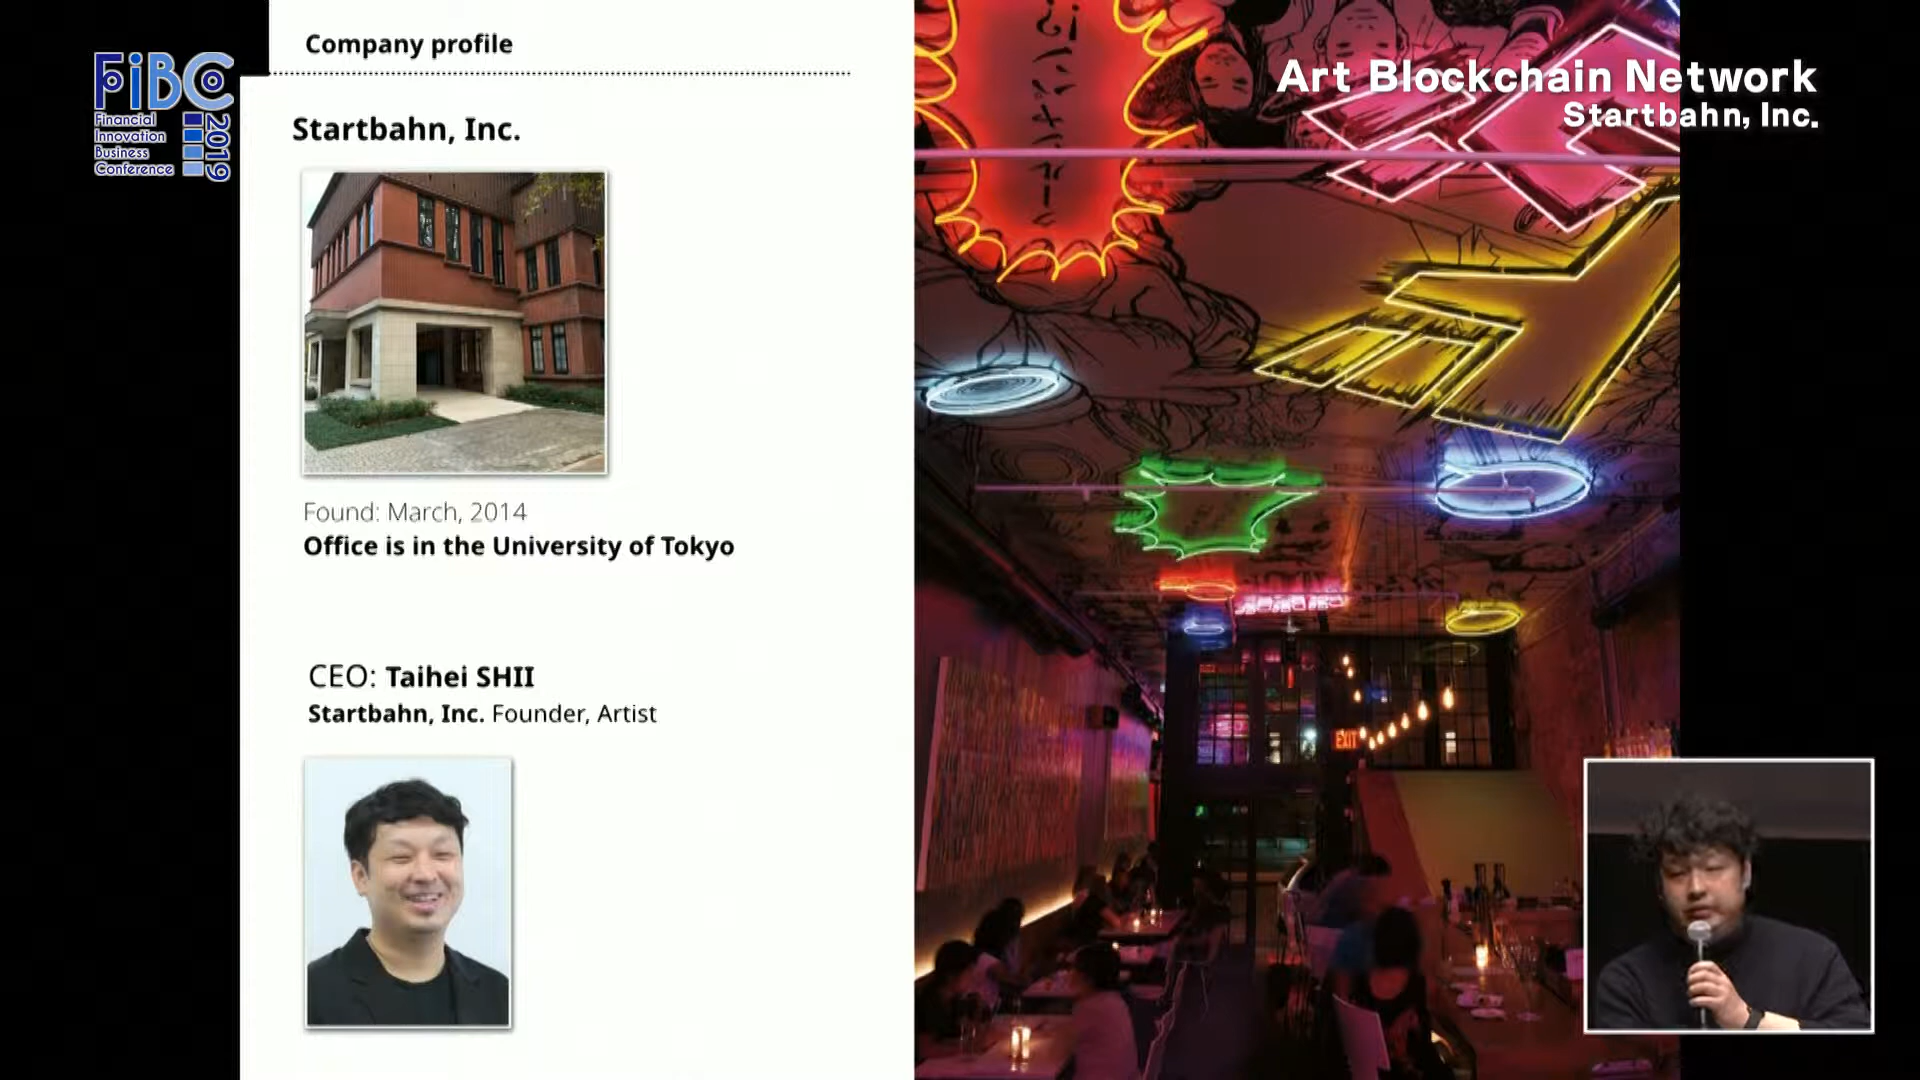 FiBC 2019
Financial
Innovation
Business
Conference
Company profile
Startbahn, Inc.
Found: March, 2014
Office is in the University of Tokyo
CEO: Taihei SHII
Startbahn, Inc. Founder, Artist
Art Blockchain Network
Startbahn, Inc.
EXIT